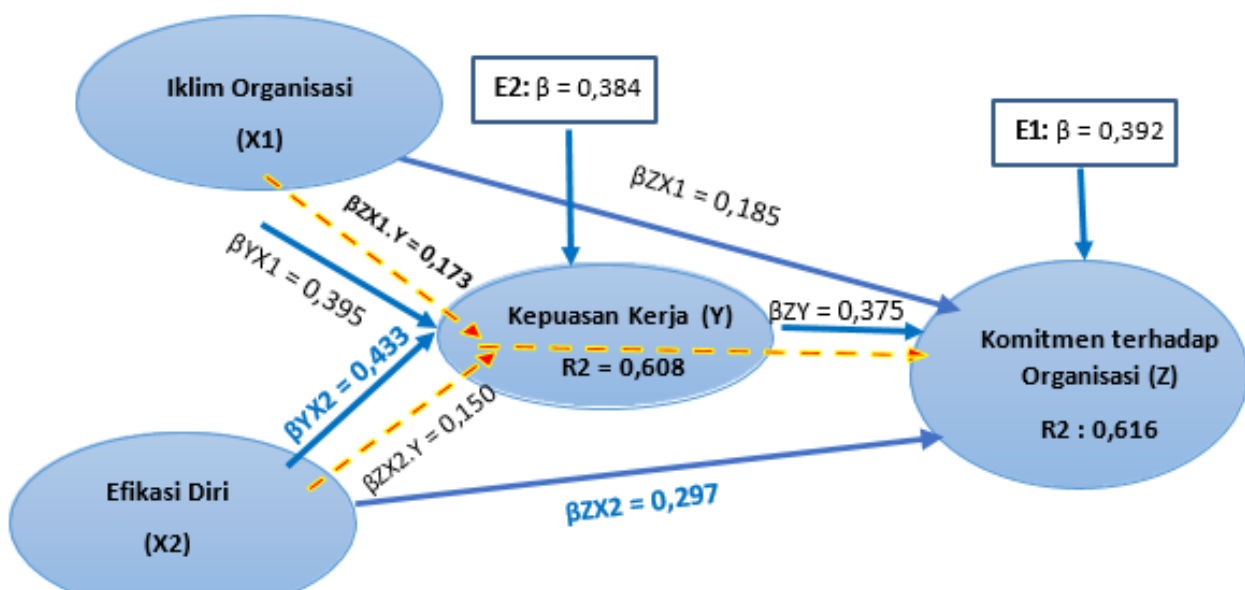 Iklim Organisasi
(X1)
E2: β = 0,384
E1: β = 0,392
βZX1 = 0,185
βZX1.Y = 0,173
βYX1 = 0,395
Kepuasan Kerja (Y)
R2 = 0,608
βZY = 0,375
Komitmen terhadap
Organisasi (Z)
R2 : 0,616
βYX2 = 0,433
βZX2.Y = 0,150
Efikasi Diri
(X2)
βZX2 = 0,297